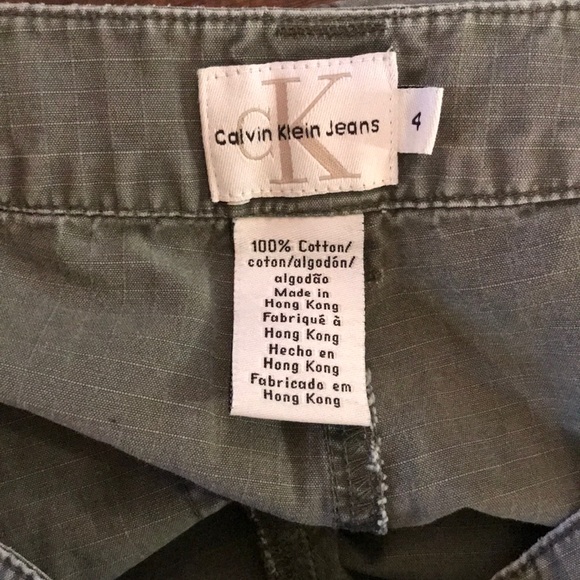 cK
Calvin Klein Jeans
4
100% Cotton/
coton/algodón/
algodão
Made in
Hong Kong
Fabriqué à
Hong Kong
Hecho en
Hong Kong
Fabricado em
Hong Kong